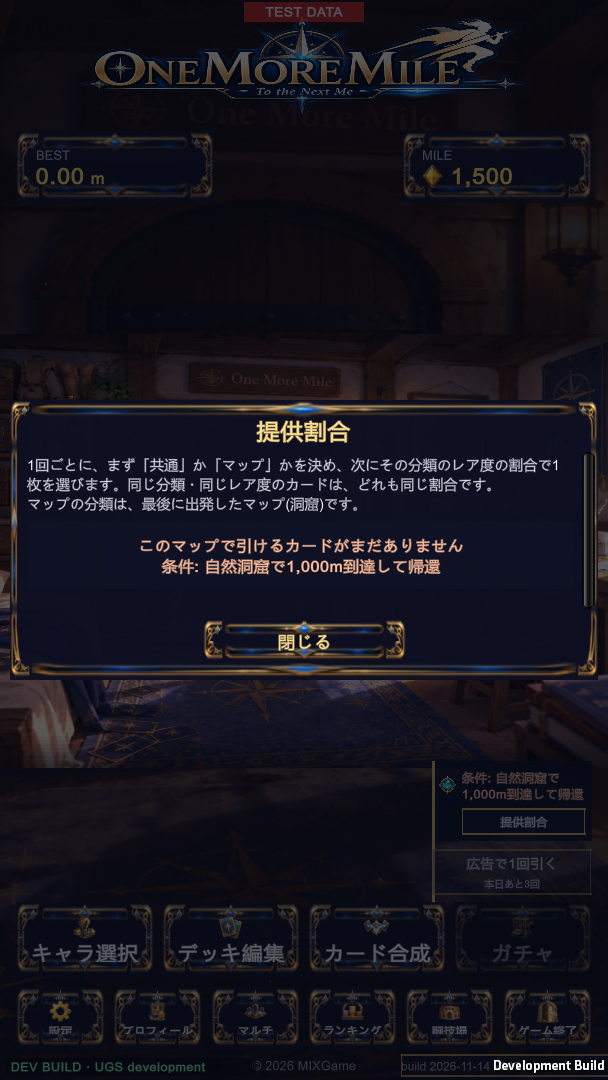 TEST DATA
ONE MORE MILE
To the Next Me
One More Mile
BEST
0.00 m
MILE
1,500
One More Mile
提供割合
1回ごとに、まず「共通」か「マップ」かを決め、次にその分類のレア度の割合で1
枚を選びます。同じ分類・同じレア度のカードは、どれも同じ割合です。
マップの分類は、最後に出発したマップ(洞窟)です。
このマップで引けるカードがまだありません
条件: 自然洞窟で1,000m到達して帰還
閉じる
条件: 自然洞窟で
1,000m到達して帰還
提供割合
広告で1回引く
本日あと3回
キャラ選択
デッキ編集
カード合成
ガチャ
設定
プロフィール
マルチ
ランキング
闘技場
ゲーム終了
DEV BUILD · UGS development
© 2026 MIXGame
build 2026-11-14
Development Build